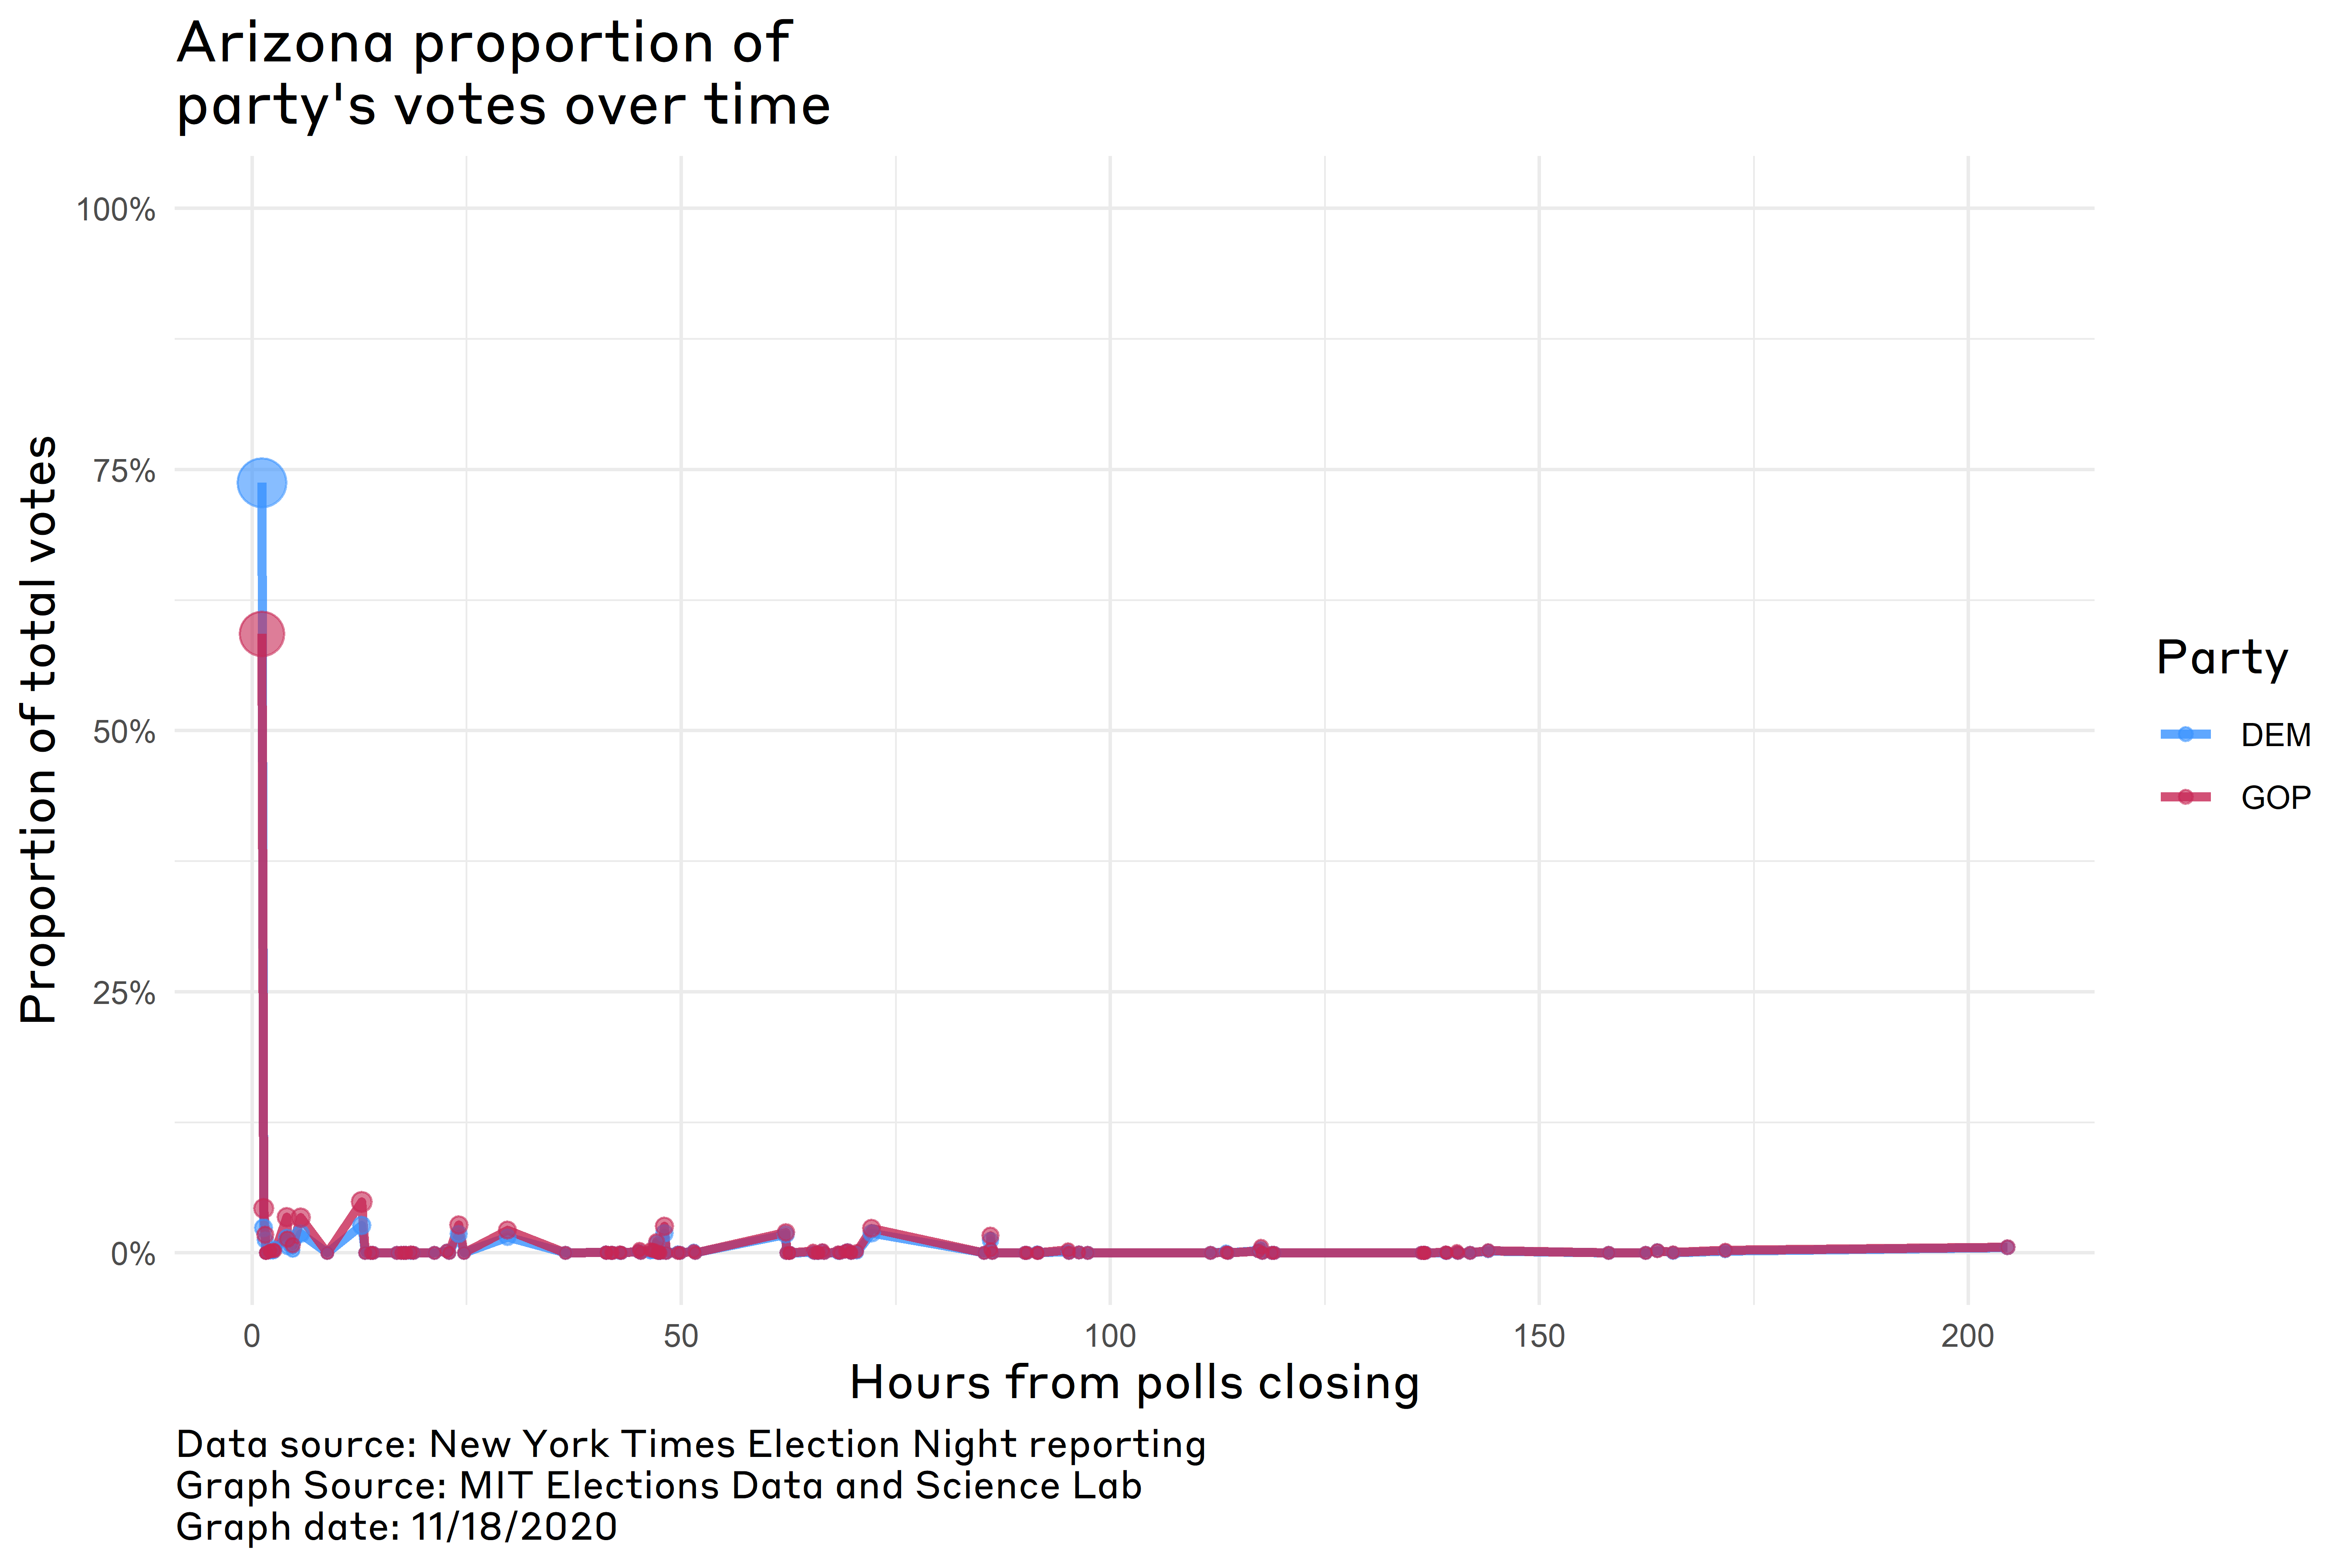 Arizona proportion of
party's votes over time
Proportion of total votes
100%
75%
50%
25%
0%
0
50
100
150
200
Hours from polls closing
Party
DEM
GOP
Data source: New York Times Election Night reporting
Graph Source: MIT Elections Data and Science Lab
Graph date: 11/18/2020